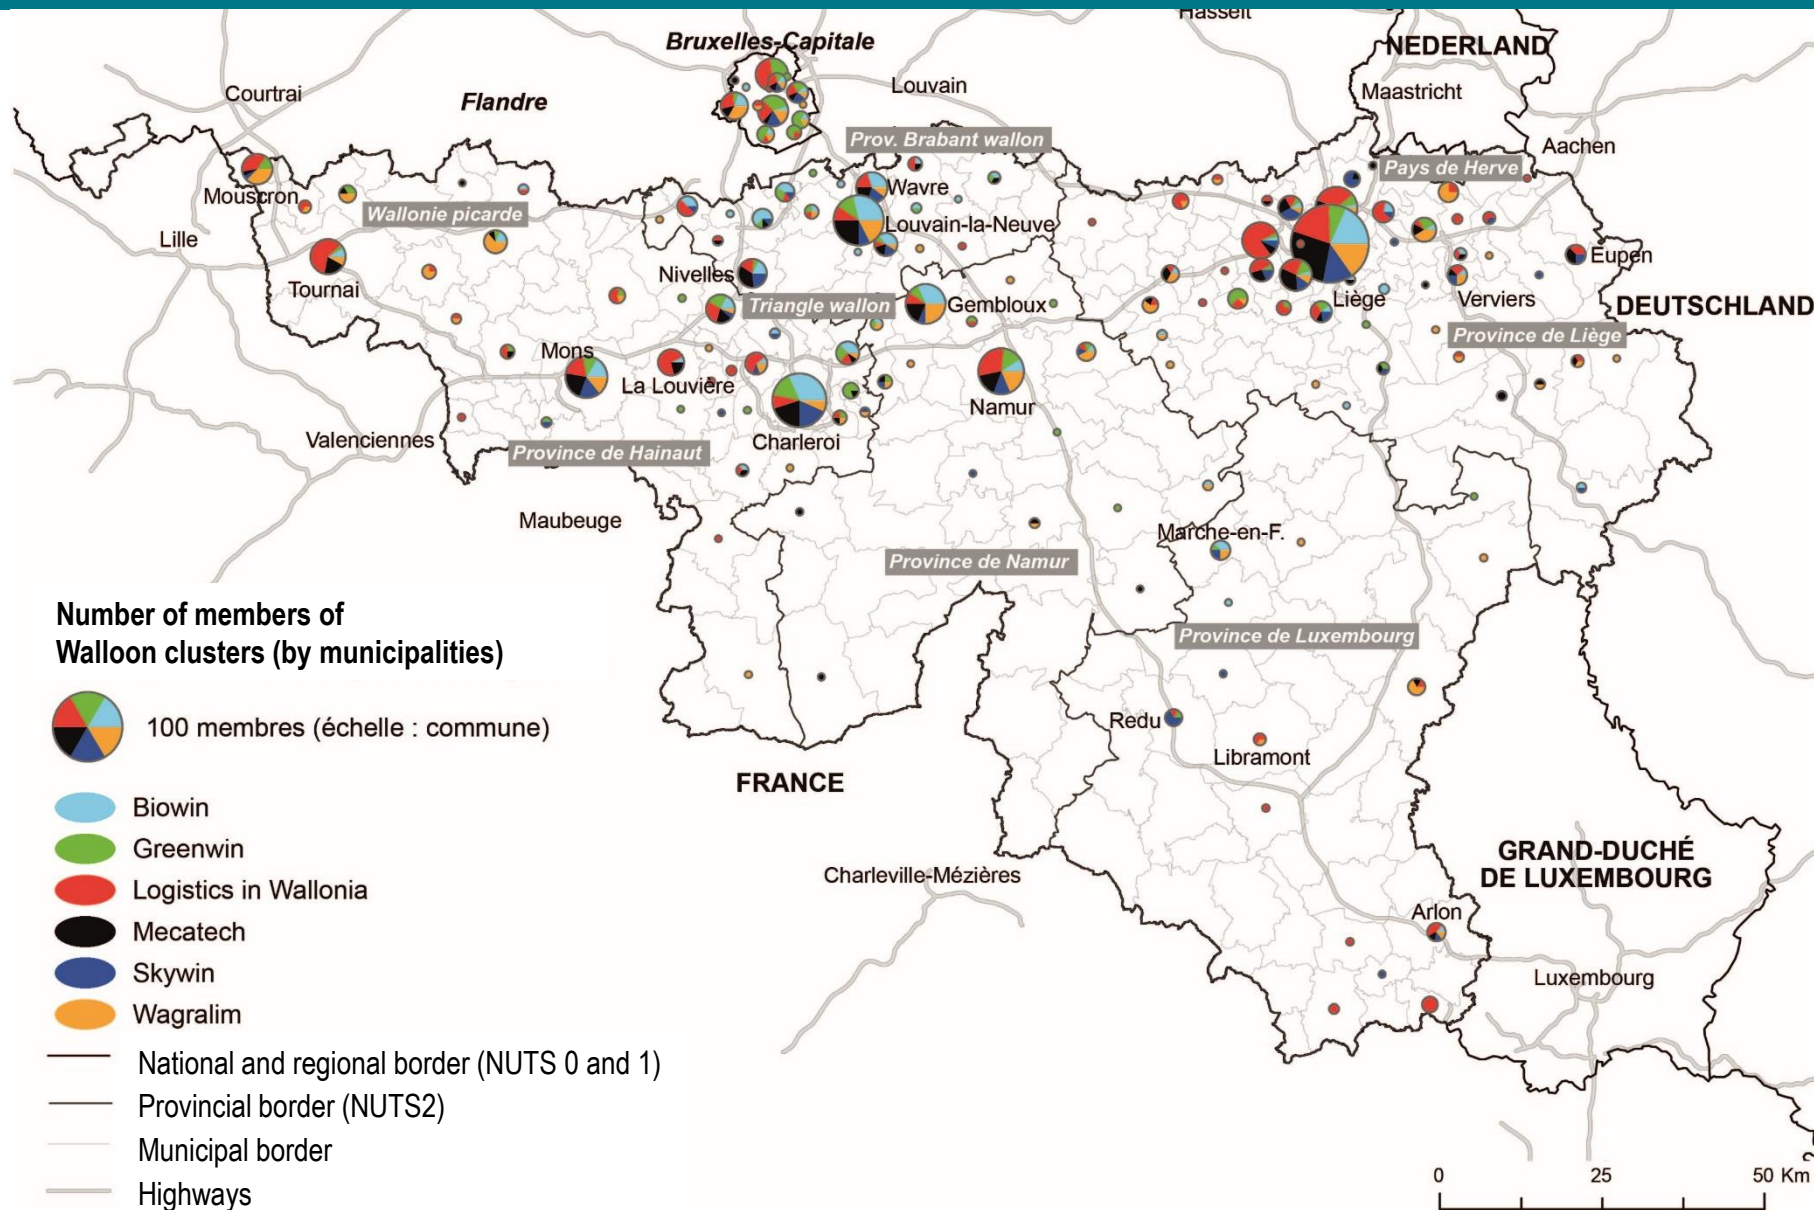 Hasselt
Bruxelles-Capitale
NEDERLAND
Louvain
Courtrai
Flandre
Maastricht
Prov. Brabant wallon
Aachen
Pays de Herve
Mouscron
Wavre
Wallonie picarde
Louvain-la-Neuve
Lille
Eupen
Nivelles
Tournai
Triangle wallon
Gembloux
Liège
Verviers
DEUTSCHLAND
Province de Liège
Mons
La Louvière
Namur
Valenciennes
Charleroi
Province de Hainaut
Maubeuge
Marche-en-F.
Province de Namur
Number of members of
Walloon clusters (by municipalities)
Province de Luxembourg
100 membres (échelle : commune)
Redu
Libramont
FRANCE
Biowin
Greenwin
GRAND-DUCHÉ
DE LUXEMBOURG
Charleville-Mézières
Logistics in Wallonia
Arlon
Mecatech
Skywin
Luxembourg
Wagralim
National and regional border (NUTS 0 and 1)
Provincial border (NUTS2)
Municipal border
Highways
0 25 50 Km